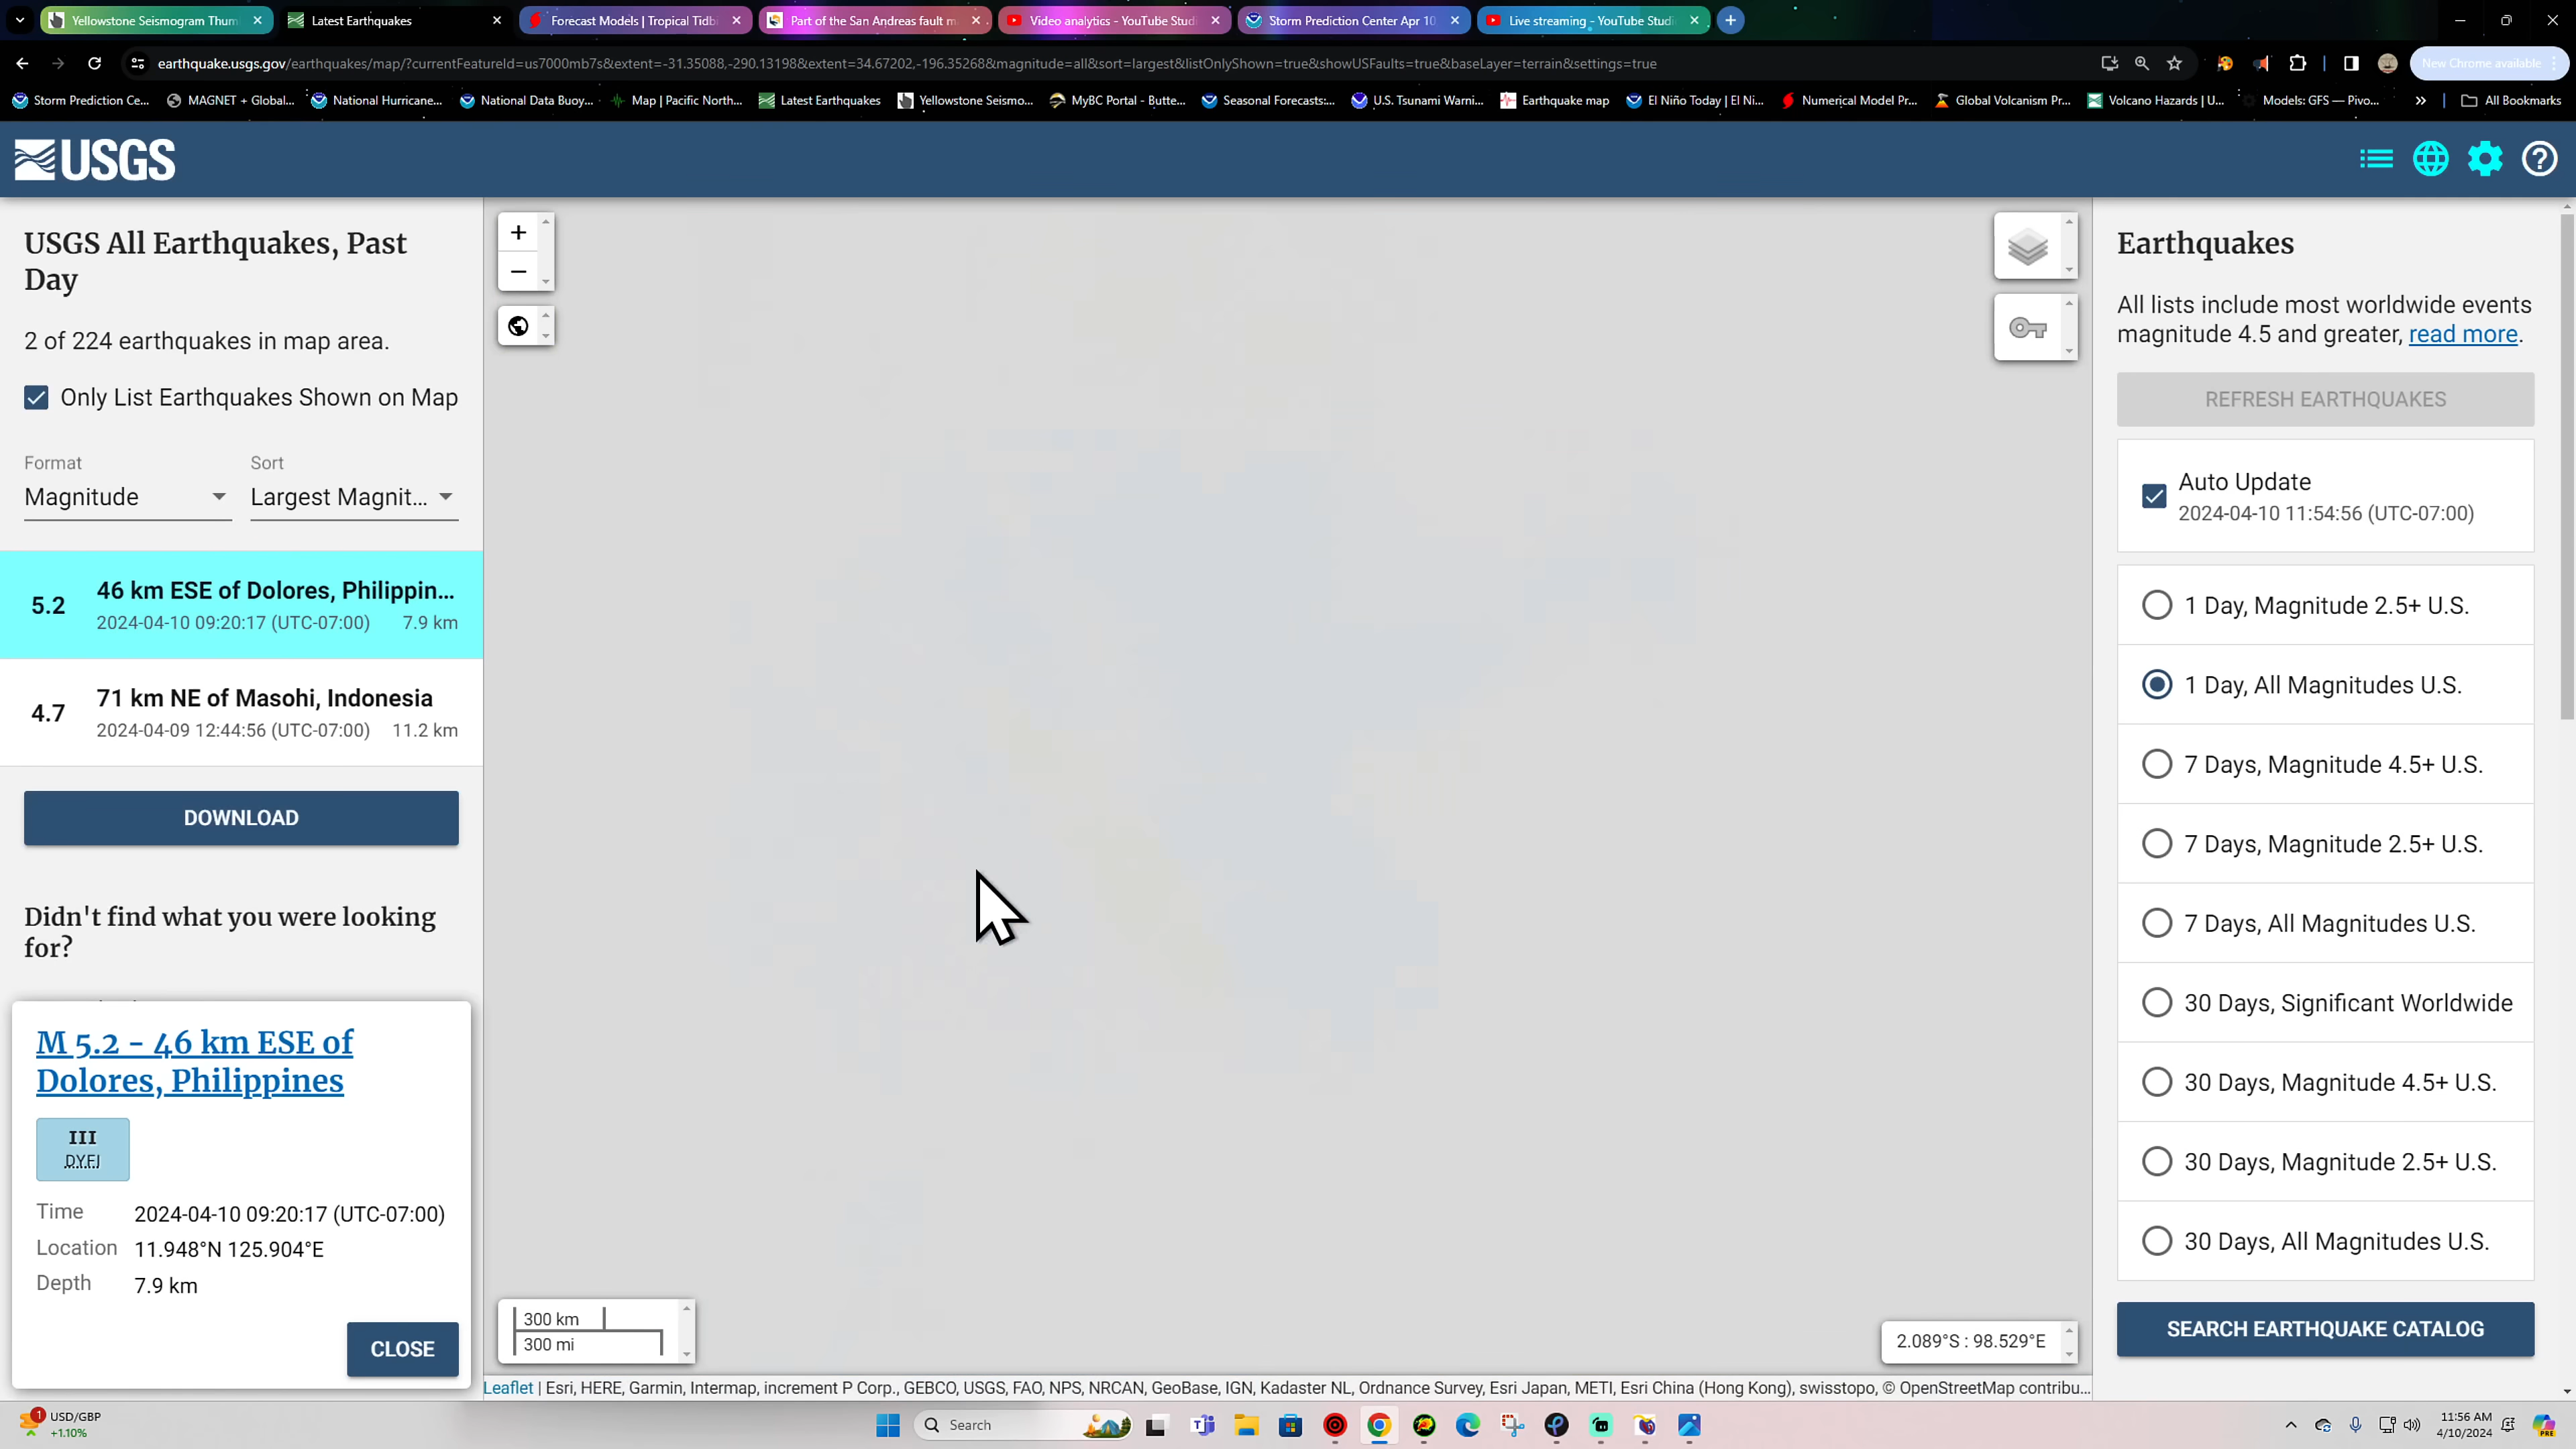 Yellowstone Seismogram Thum
Latest Earthquakes
Forecast Models | Tropical Tidbi
Part of the San Andreas fault m
Video analytics - YouTube Studi
Storm Prediction Center Apr 10
Live streaming - YouTube Studi
earthquake.usgs.gov/earthquakes/map/?currentFeatureId=us7000mb7s&extent=-31.35088,-290.13198&extent=34.67202,-196.35268&magnitude=all&sort=largest&listOnlyShown=true&showUSFaults=true&baseLayer=terrain&settings=true
New Chrome available
Storm Prediction Ce...
MAGNET + Global...
National Hurricane...
National Data Buoy...
Map | Pacific North...
Latest Earthquakes
Yellowstone Seismo...
MyBC Portal - Butte...
Seasonal Forecasts:...
U.S. Tsunami Warni...
Earthquake map
El Niño Today | El Ni...
Numerical Model Pr...
Global Volcanism Pr...
Volcano Hazards | U...
Models: GFS — Pivo...
All Bookmarks
USGS
USGS All Earthquakes, Past
Day
2 of 224 earthquakes in map area.
Only List Earthquakes Shown on Map
Format
Sort
Magnitude
Largest Magnit...
5.2
46 km ESE of Dolores, Philippin...
2024-04-10 09:20:17 (UTC-07:00)
7.9 km
4.7
71 km NE of Masohi, Indonesia
2024-04-09 12:44:56 (UTC-07:00)
11.2 km
DOWNLOAD
Didn't find what you were looking
for?
M 5.2 - 46 km ESE of
Dolores, Philippines
III
DYFI
Time
2024-04-10 09:20:17 (UTC-07:00)
Location
11.948°N 125.904°E
Depth
7.9 km
CLOSE
+
−
300 km
300 mi
2.089°S : 98.529°E
Leaflet | Esri, HERE, Garmin, Intermap, increment P Corp., GEBCO, USGS, FAO, NPS, NRCAN, GeoBase, IGN, Kadaster NL, Ordnance Survey, Esri Japan, METI, Esri China (Hong Kong), swisstopo, © OpenStreetMap contribu...
Earthquakes
All lists include most worldwide events
magnitude 4.5 and greater, read more.
REFRESH EARTHQUAKES
Auto Update
2024-04-10 11:54:56 (UTC-07:00)
1 Day, Magnitude 2.5+ U.S.
1 Day, All Magnitudes U.S.
7 Days, Magnitude 4.5+ U.S.
7 Days, Magnitude 2.5+ U.S.
7 Days, All Magnitudes U.S.
30 Days, Significant Worldwide
30 Days, Magnitude 4.5+ U.S.
30 Days, Magnitude 2.5+ U.S.
30 Days, All Magnitudes U.S.
SEARCH EARTHQUAKE CATALOG
1
USD/GBP
+1.10%
Search
11:56 AM
4/10/2024
PRE